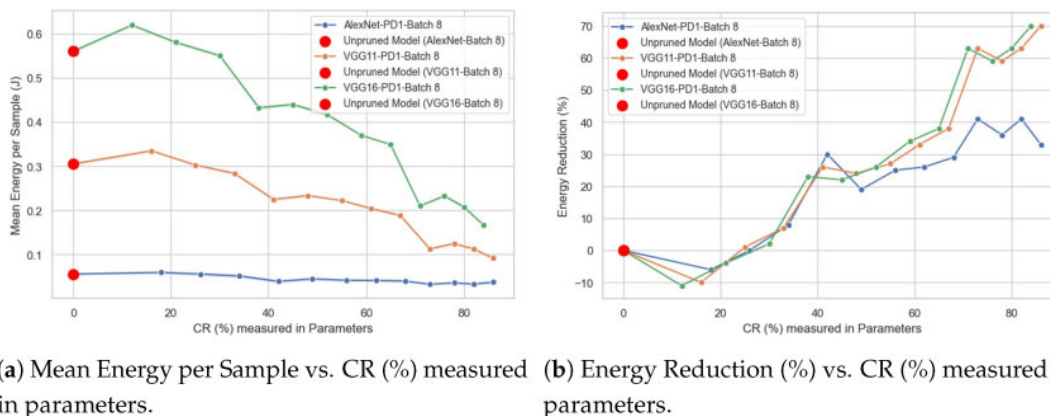 AlexNet-PD1-Batch 8
Unpruned Model (AlexNet-Batch 8)
VGG11-PD1-Batch 8
Unpruned Model (VGG11-Batch 8)
VGG16-PD1-Batch 8
Unpruned Model (VGG16-Batch 8)
0.6
0.5
0.4
0.3
0.2
0.1
Mean Energy per Sample (J)
0
20
40
60
80
CR (%) measured in Parameters
AlexNet-PD1-Batch 8
Unpruned Model (AlexNet-Batch 8)
VGG11-PD1-Batch 8
Unpruned Model (VGG11-Batch 8)
VGG16-PD1-Batch 8
Unpruned Model (VGG16-Batch 8)
70
60
50
40
30
20
10
0
−10
Energy Reduction (%)
0
20
40
60
80
CR (%) measured in Parameters
(a) Mean Energy per Sample vs. CR (%) measured
in parameters.
(b) Energy Reduction (%) vs. CR (%) measured
parameters.